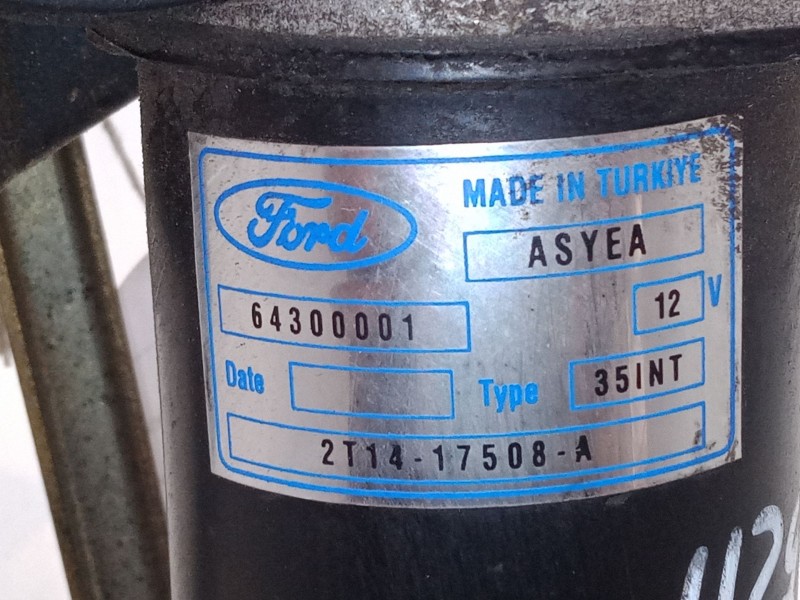 Ford
MADE IN TURKIYE
ASYEA
64300001
12 V
Date
Type 35INT
2T14-17508-A